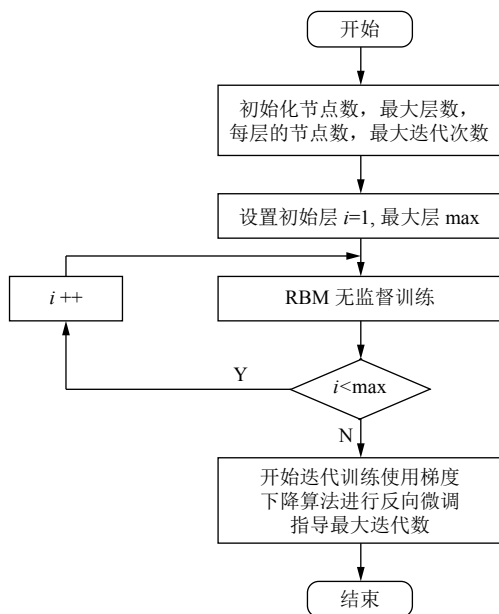 开始
初始化节点数，最大层数，
每层的节点数，最大迭代次数
设置初始层 i=1, 最大层 max
i ++
RBM 无监督训练
Y
i<max
N
开始迭代训练使用梯度
下降算法进行反向微调
指导最大迭代数
结束